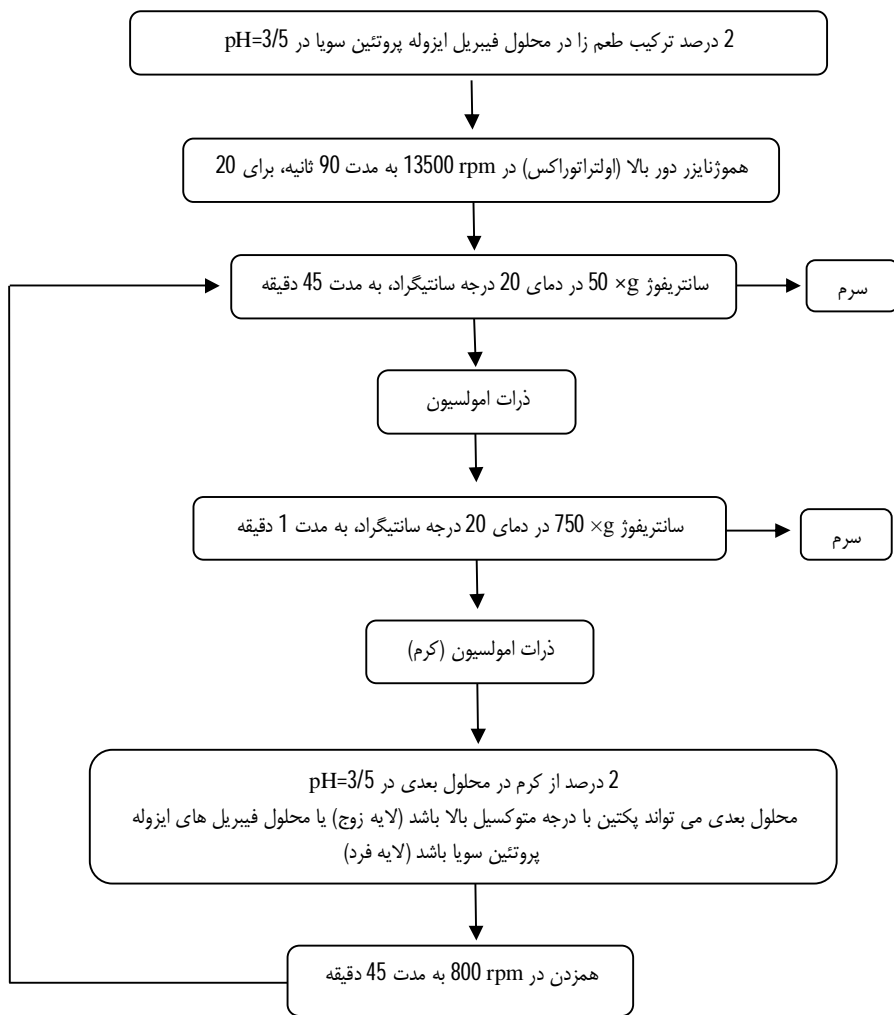 2 درصد ترکیب طعم زا در محلول فیبریل ایزوله پروتئین سویا در pH=3/5
هموژنایزر دور بالا (اولتراتوراکس) در 13500 rpm به مدت 90 ثانیه، برای 20
سانتریفوژ 50 ×g در دمای 20 درجه سانتیگراد، به مدت 45 دقیقه
سرم
ذرات امولسیون
سانتریفوژ 750 ×g در دمای 20 درجه سانتیگراد، به مدت 1 دقیقه
سرم
ذرات امولسیون (کرم)
2 درصد از کرم در محلول بعدی در pH=3/5
محلول بعدی می تواند پکتین با درجه متوکسیل بالا باشد (لایه زوج) یا محلول فیبریل های ایزوله
پروتئین سویا باشد (لایه فرد)
همزدن در 800 rpm به مدت 45 دقیقه